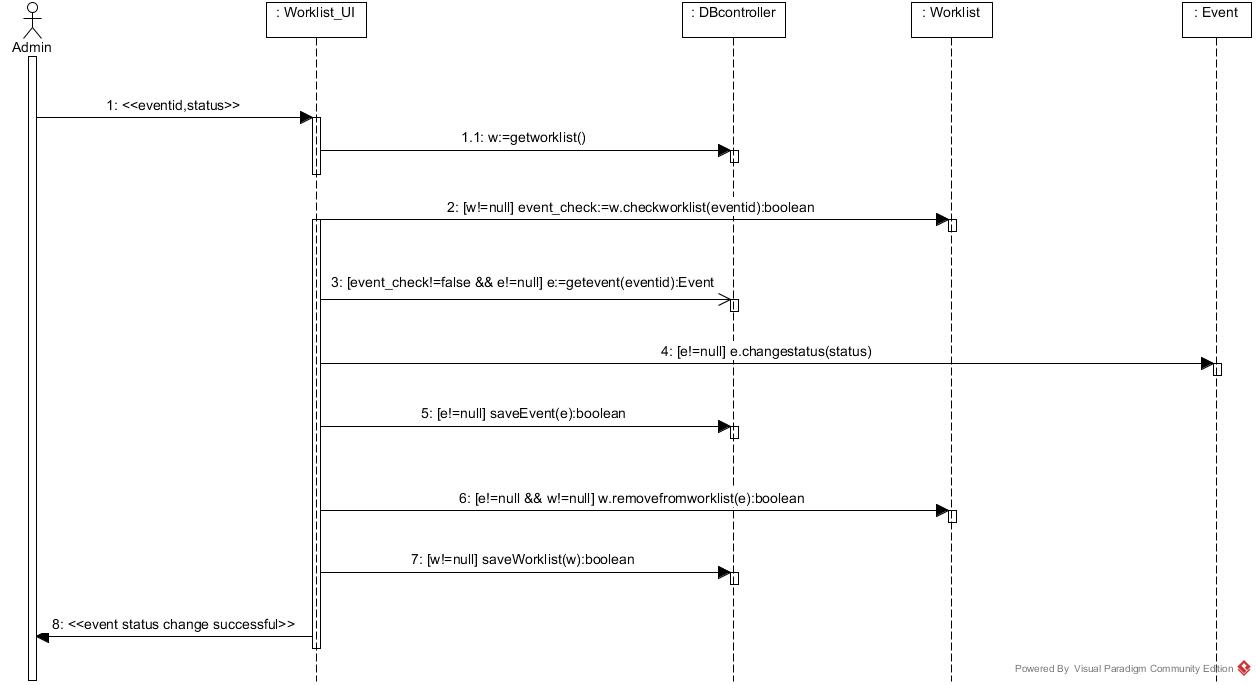 : Worklist_UI
: DBcontroller
: Worklist
: Event
Admin
1: <<eventid,status>>
1.1: w:=getworklist()
2: [w!=null] event_check:=w.checkworklist(eventid):boolean
3: [event_check!=false && e!=null] e:=getevent(eventid):Event
4: [e!=null] e.changestatus(status)
5: [e!=null] saveEvent(e):boolean
6: [e!=null && w!=null] w.removefromworklist(e):boolean
7: [w!=null] saveWorklist(w):boolean
8: <<event status change successful>>
Powered By Visual Paradigm Community Edition